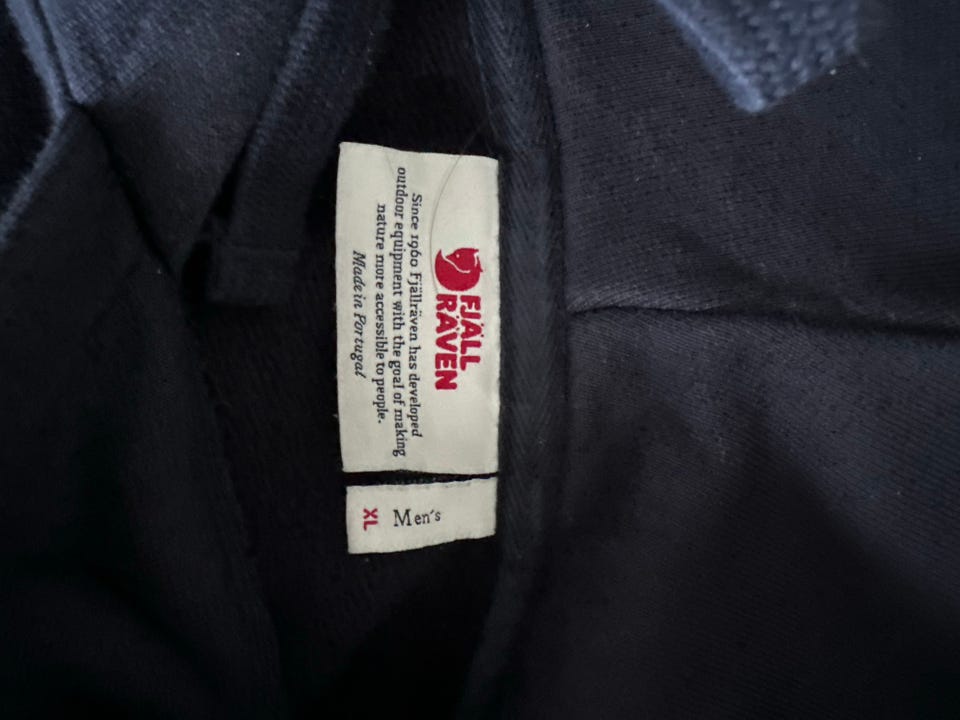 FJÄLL
RÄVEN
Since 1960 Fjällräven has developed
outdoor equipment with the goal of making
nature more accessible to people.
Made in Portugal
Men's
XL